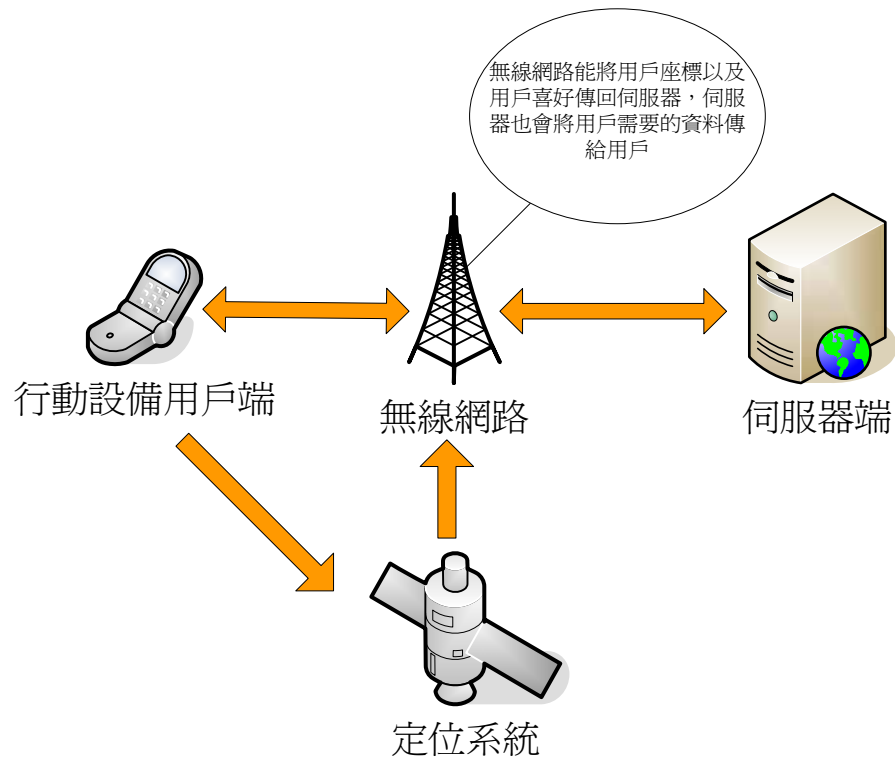 無線網路能將用戶座標以及
用戶喜好傳回伺服器，伺服
器也會將用戶需要的資料傳
給用戶
行動設備用戶端
無線網路
伺服器端
定位系統